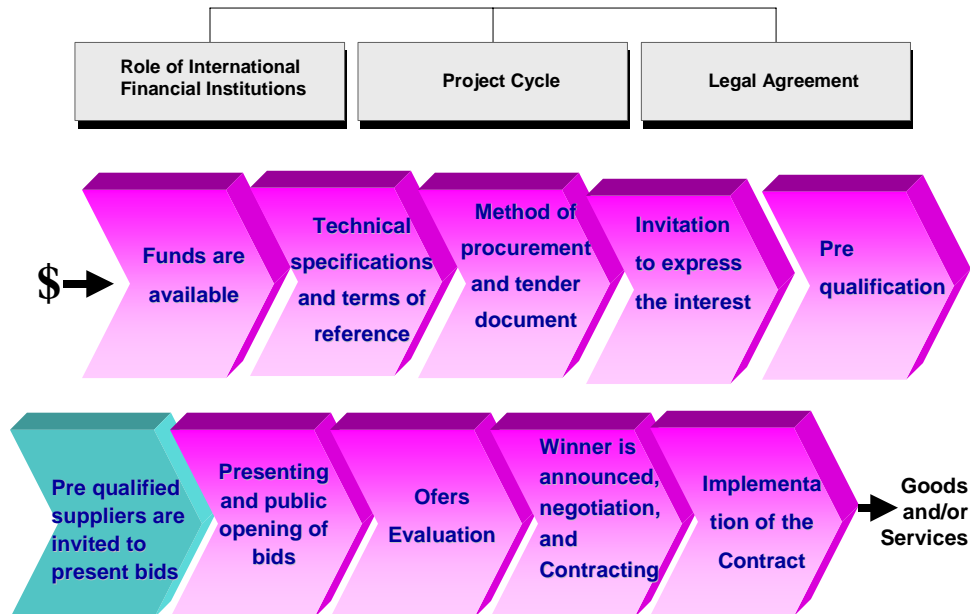 Role of International
Financial Institutions
Project Cycle
Legal Agreement
$
Funds are
available
Technical
specifications
and terms of
reference
Method of
procurement
and tender
document
Invitation
to express
the interest
Pre
qualification
Pre qualified
suppliers are
invited to
present bids
Presenting
and public
opening of
bids
Ofers
Evaluation
Winner is
announced,
negotiation,
and
Contracting
Implementa
tion of the
Contract
Goods
and/or
Services